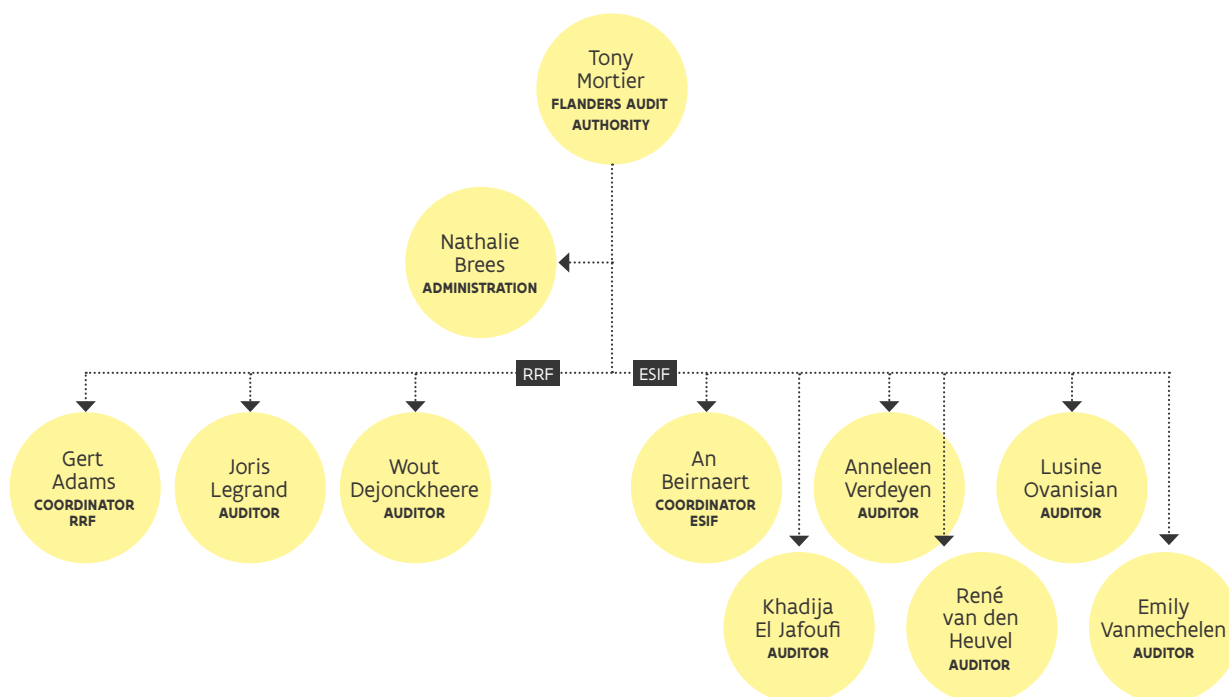 Tony
Mortier
FLANDERS AUDIT
AUTHORITY
Nathalie
Brees
ADMINISTRATION
RRF
ESIF
Gert
Adams
COORDINATOR
RRF
Joris
Legrand
AUDITOR
Wout
Dejonckheere
AUDITOR
An
Beirnaert
COORDINATOR
ESIF
Anneleen
Verdeyen
AUDITOR
Lusine
Ovanisian
AUDITOR
Khadija
El Jafoufi
AUDITOR
René
van den
Heuvel
AUDITOR
Emily
Vanmechelen
AUDITOR